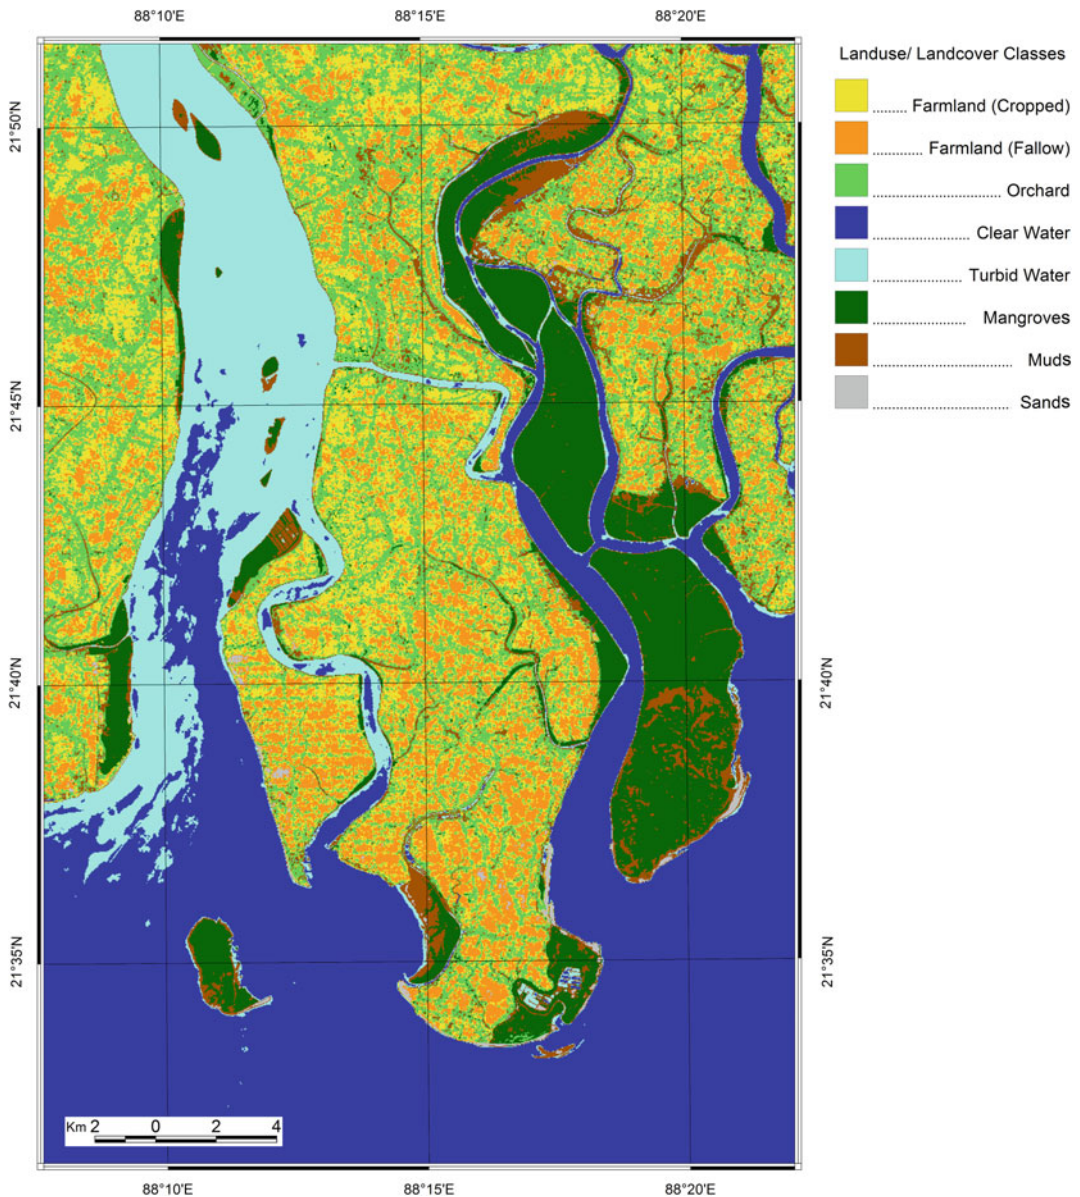 88°10'E 88°15'E 88°20'E
Landuse/ Landcover Classes
Farmland (Cropped)
Farmland (Fallow)
Orchard
Clear Water
Turbid Water
Mangroves
Muds
Sands
21°50'N
21°45'N
21°40'N 21°40'N
21°35'N 21°35'N
Km 2 0 2 4
88°10'E 88°15'E 88°20'E